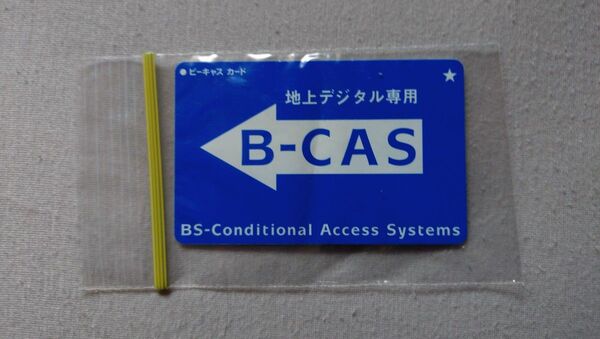 ●ビーキャス カード
★
地上デジタル専用
B-CAS
BS-Conditional Access Systems